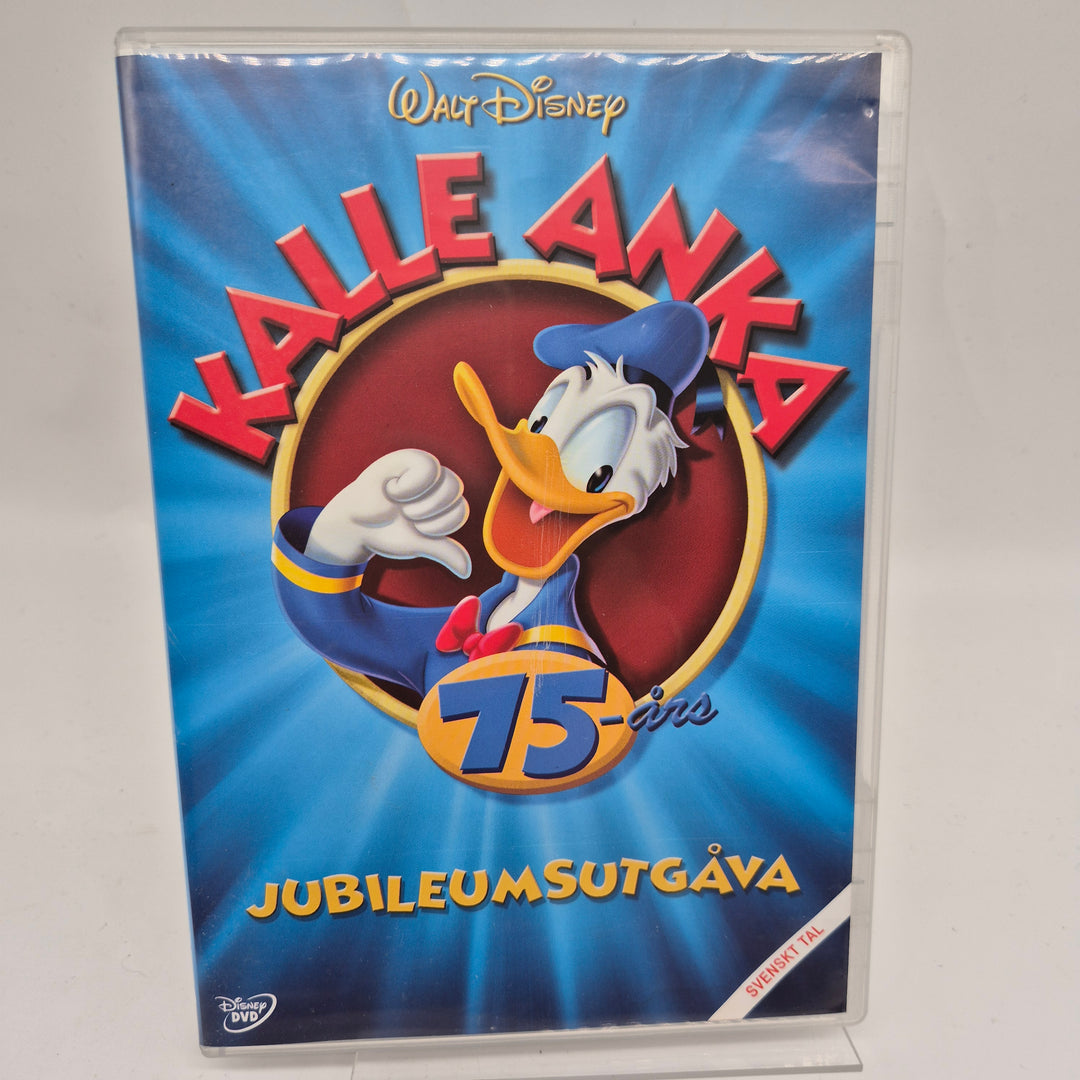 WALT DISNEY
KALLE ANKA
75-års
JUBILEUMSUTGÅVA
SVENSKT TAL
DISNEY
DVD